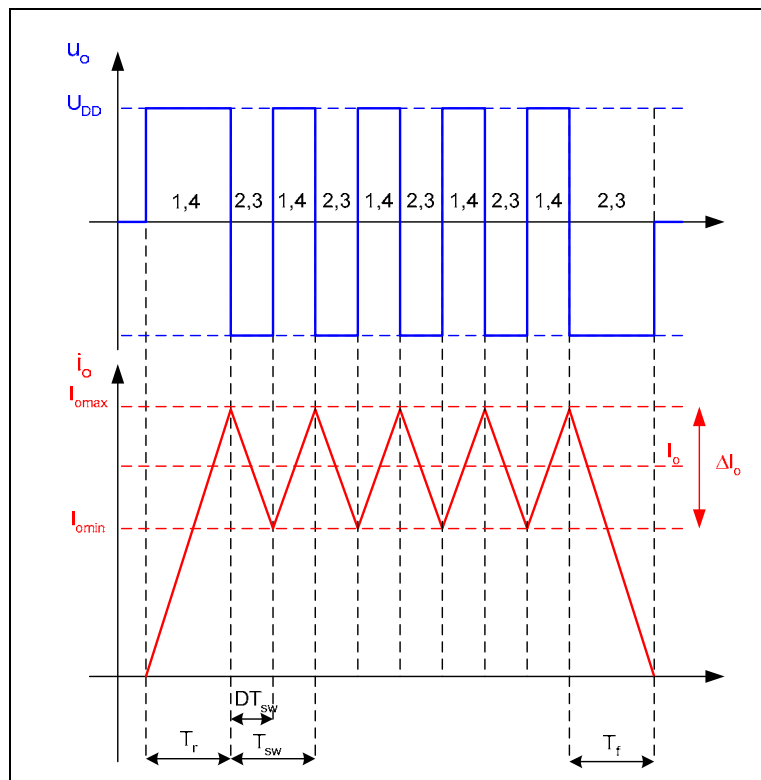 u_o
U_DD
1,4 2,3 1,4 2,3 1,4 2,3 1,4 2,3 1,4 2,3
i_o
I_omax
I_o ΔI_o
I_omin
DT_sw
T_r T_sw T_f